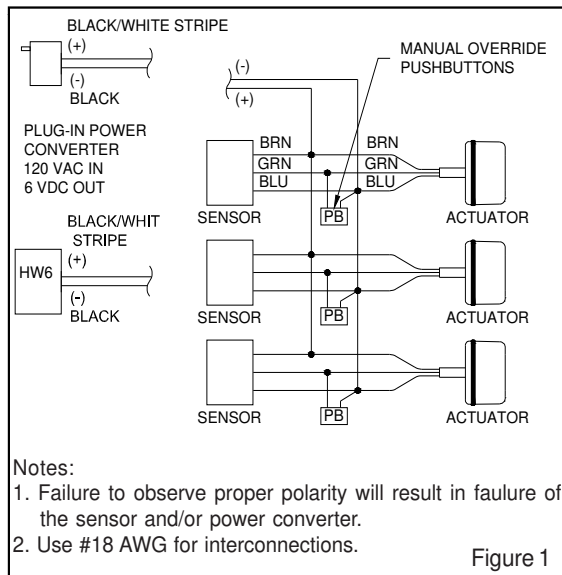 BLACK/WHITE STRIPE
(+)
(-)
BLACK
PLUG-IN POWER
CONVERTER
120 VAC IN
6 VDC OUT
BLACK/WHIT
STRIPE
HW6
(+)
(-)
BLACK
(-)
(+)
MANUAL OVERRIDE
PUSHBUTTONS
BRN BRN
GRN GRN
BLU BLU
SENSOR PB ACTUATOR
SENSOR PB ACTUATOR
SENSOR PB ACTUATOR
Notes:
1. Failure to observe proper polarity will result in faulure of
the sensor and/or power converter.
2. Use #18 AWG for interconnections.
Figure 1